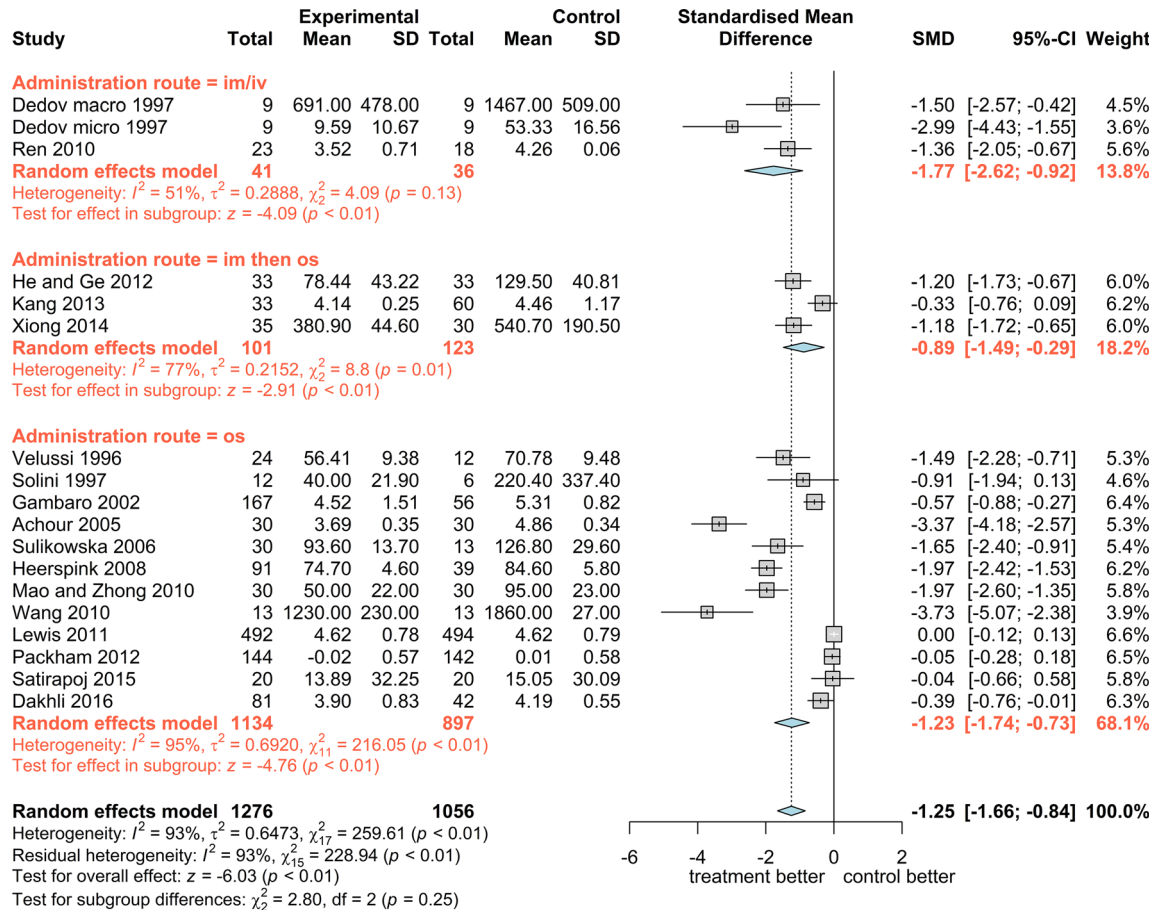 Experimental Control Standardised Mean
Study Total Mean SD Total Mean SD Difference SMD 95%-CI Weight
Administration route = im/iv
Dedov macro 1997 9 691.00 478.00 9 1467.00 509.00 -1.50 [-2.57; -0.42] 4.5%
Dedov micro 1997 9 9.59 10.67 9 53.33 16.56 -2.99 [-4.43; -1.55] 3.6%
Ren 2010 23 3.52 0.71 18 4.26 0.06 -1.36 [-2.05; -0.67] 5.6%
Random effects model 41 36 -1.77 [-2.62; -0.92] 13.8%
Heterogeneity: I² = 51%, τ² = 0.2888, χ²₂ = 4.09 (p = 0.13)
Test for effect in subgroup: z = -4.09 (p < 0.01)
Administration route = im then os
He and Ge 2012 33 78.44 43.22 33 129.50 40.81 -1.20 [-1.73; -0.67] 6.0%
Kang 2013 33 4.14 0.25 60 4.46 1.17 -0.33 [-0.76; 0.09] 6.2%
Xiong 2014 35 380.90 44.60 30 540.70 190.50 -1.18 [-1.72; -0.65] 6.0%
Random effects model 101 123 -0.89 [-1.49; -0.29] 18.2%
Heterogeneity: I² = 77%, τ² = 0.2152, χ²₂ = 8.8 (p = 0.01)
Test for effect in subgroup: z = -2.91 (p < 0.01)
Administration route = os
Velussi 1996 24 56.41 9.38 12 70.78 9.48 -1.49 [-2.28; -0.71] 5.3%
Solini 1997 12 40.00 21.90 6 220.40 337.40 -0.91 [-1.94; 0.13] 4.6%
Gambaro 2002 167 4.52 1.51 56 5.31 0.82 -0.57 [-0.88; -0.27] 6.4%
Achour 2005 30 3.69 0.35 30 4.86 0.34 -3.37 [-4.18; -2.57] 5.3%
Sulikowska 2006 30 93.60 13.70 13 126.80 29.60 -1.65 [-2.40; -0.91] 5.4%
Heerspink 2008 91 74.70 4.60 39 84.60 5.80 -1.97 [-2.42; -1.53] 6.2%
Mao and Zhong 2010 30 50.00 22.00 30 95.00 23.00 -1.97 [-2.60; -1.35] 5.8%
Wang 2010 13 1230.00 230.00 13 1860.00 27.00 -3.73 [-5.07; -2.38] 3.9%
Lewis 2011 492 4.62 0.78 494 4.62 0.79 0.00 [-0.12; 0.13] 6.6%
Packham 2012 144 -0.02 0.57 142 0.01 0.58 -0.05 [-0.28; 0.18] 6.5%
Satirapoj 2015 20 13.89 32.25 20 15.05 30.09 -0.04 [-0.66; 0.58] 5.8%
Dakhli 2016 81 3.90 0.83 42 4.19 0.55 -0.39 [-0.76; -0.01] 6.3%
Random effects model 1134 897 -1.23 [-1.74; -0.73] 68.1%
Heterogeneity: I² = 95%, τ² = 0.6920, χ²₁₁ = 216.05 (p < 0.01)
Test for effect in subgroup: z = -4.76 (p < 0.01)
Random effects model 1276 1056 -1.25 [-1.66; -0.84] 100.0%
Heterogeneity: I² = 93%, τ² = 0.6473, χ²₁₇ = 259.61 (p < 0.01)
Residual heterogeneity: I² = 93%, χ²₁₅ = 228.94 (p < 0.01)
Test for overall effect: z = -6.03 (p < 0.01)
Test for subgroup differences: χ²₂ = 2.80, df = 2 (p = 0.25)
-6 -4 -2 0 2
treatment better control better